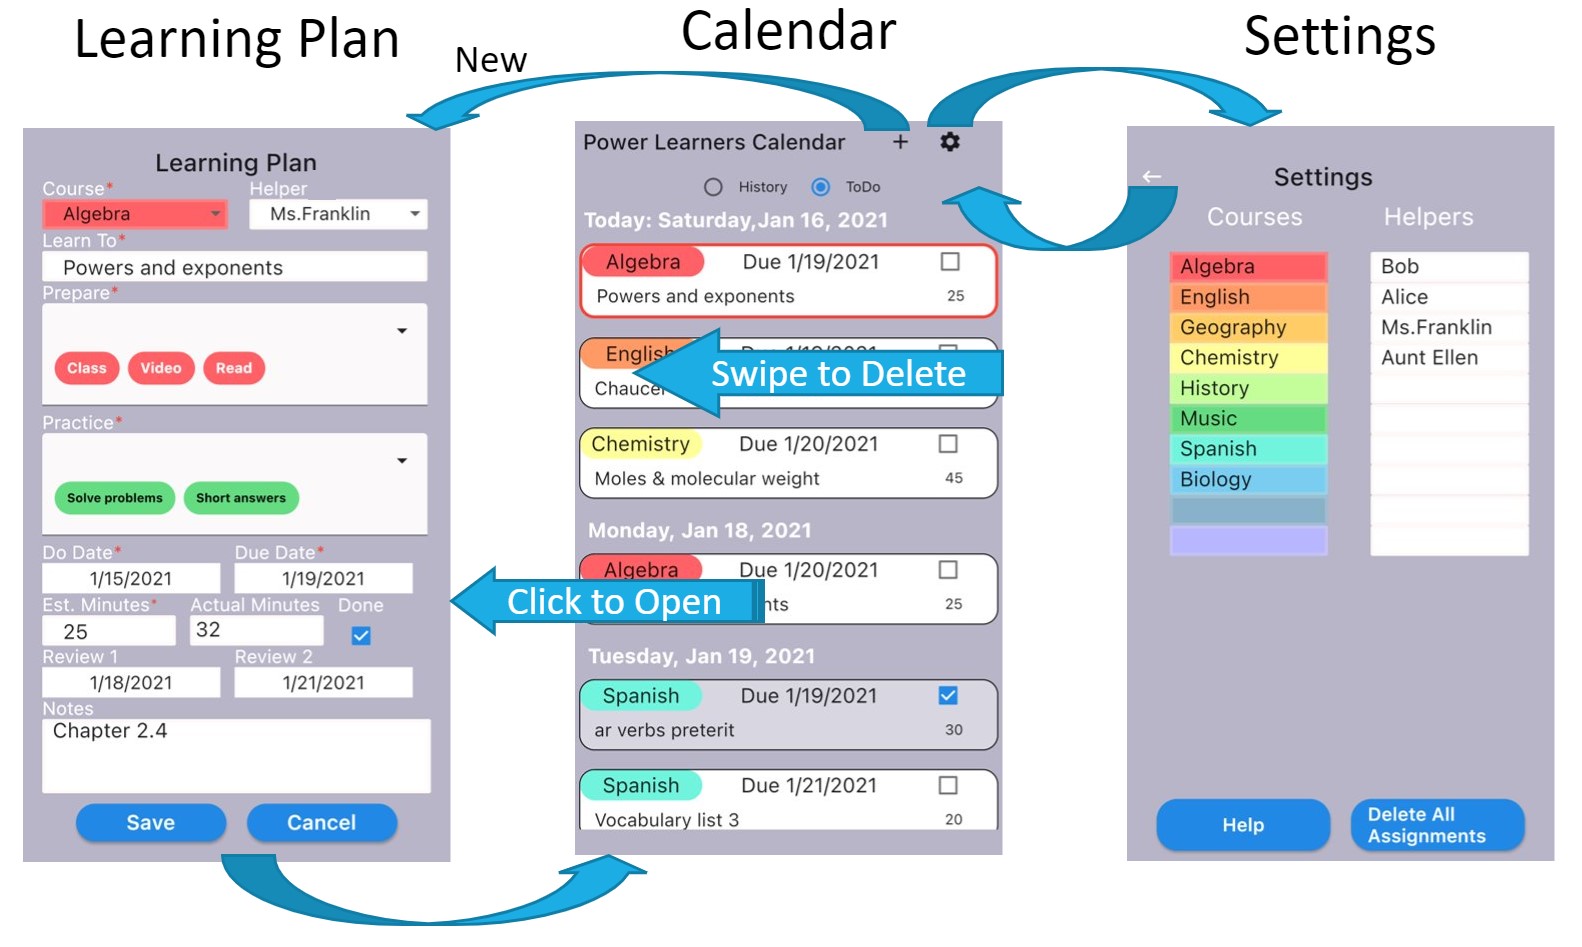 Learning Plan
New
Calendar
Settings
Learning Plan
Course*
Helper
Algebra
Ms.Franklin
Learn To*
Powers and exponents
Prepare*
Class
Video
Read
Practice*
Solve problems
Short answers
Do Date*
Due Date*
1/15/2021
1/19/2021
Est. Minutes*
Actual Minutes
Done
25
32
Review 1
Review 2
1/18/2021
1/21/2021
Notes
Chapter 2.4
Save
Cancel
Power Learners Calendar
+
History
ToDo
Today: Saturday,Jan 16, 2021
Algebra
Due 1/19/2021
Powers and exponents
25
English
Swipe to Delete
Chaucer
Chemistry
Due 1/20/2021
Moles & molecular weight
45
Monday, Jan 18, 2021
Algebra
Due 1/20/2021
Click to Open
25
Tuesday, Jan 19, 2021
Spanish
Due 1/19/2021
ar verbs preterit
30
Spanish
Due 1/21/2021
Vocabulary list 3
20
Settings
Courses
Helpers
Algebra
Bob
English
Alice
Geography
Ms.Franklin
Chemistry
Aunt Ellen
History
Music
Spanish
Biology
Help
Delete All
Assignments